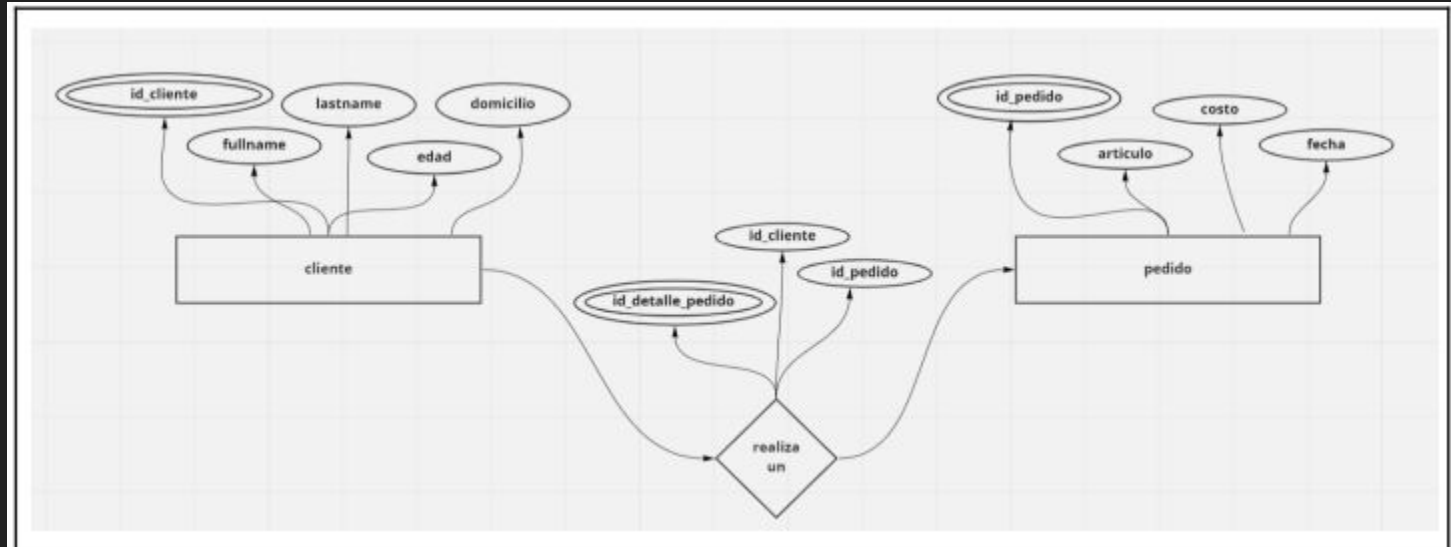 id_cliente
lastname
domicilio
fullname
edad
cliente
id_pedido
costo
articulo
fecha
pedido
id_cliente
id_pedido
id_detalle_pedido
realiza
un